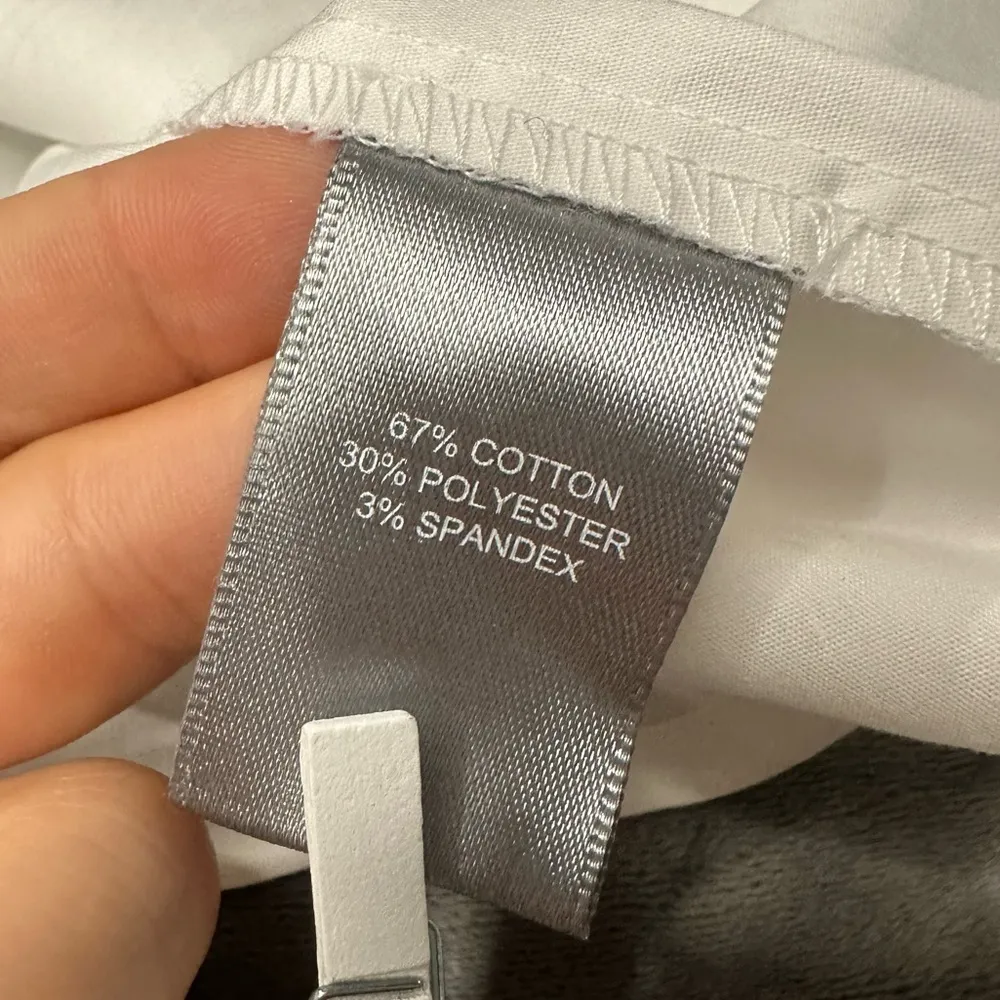 67% COTTON
30% POLYESTER
3% SPANDEX